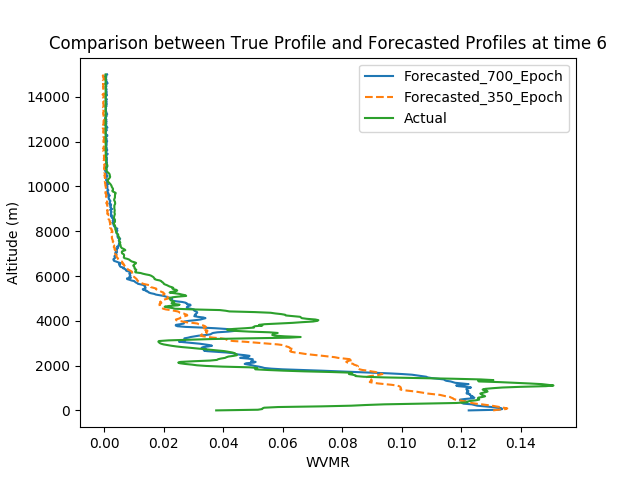 Comparison between True Profile and Forecasted Profiles at time 6
Forecasted_700_Epoch
Forecasted_350_Epoch
Actual
Altitude (m)
14000
12000
10000
8000
6000
4000
2000
0
0.00 0.02 0.04 0.06 0.08 0.10 0.12 0.14
WVMR